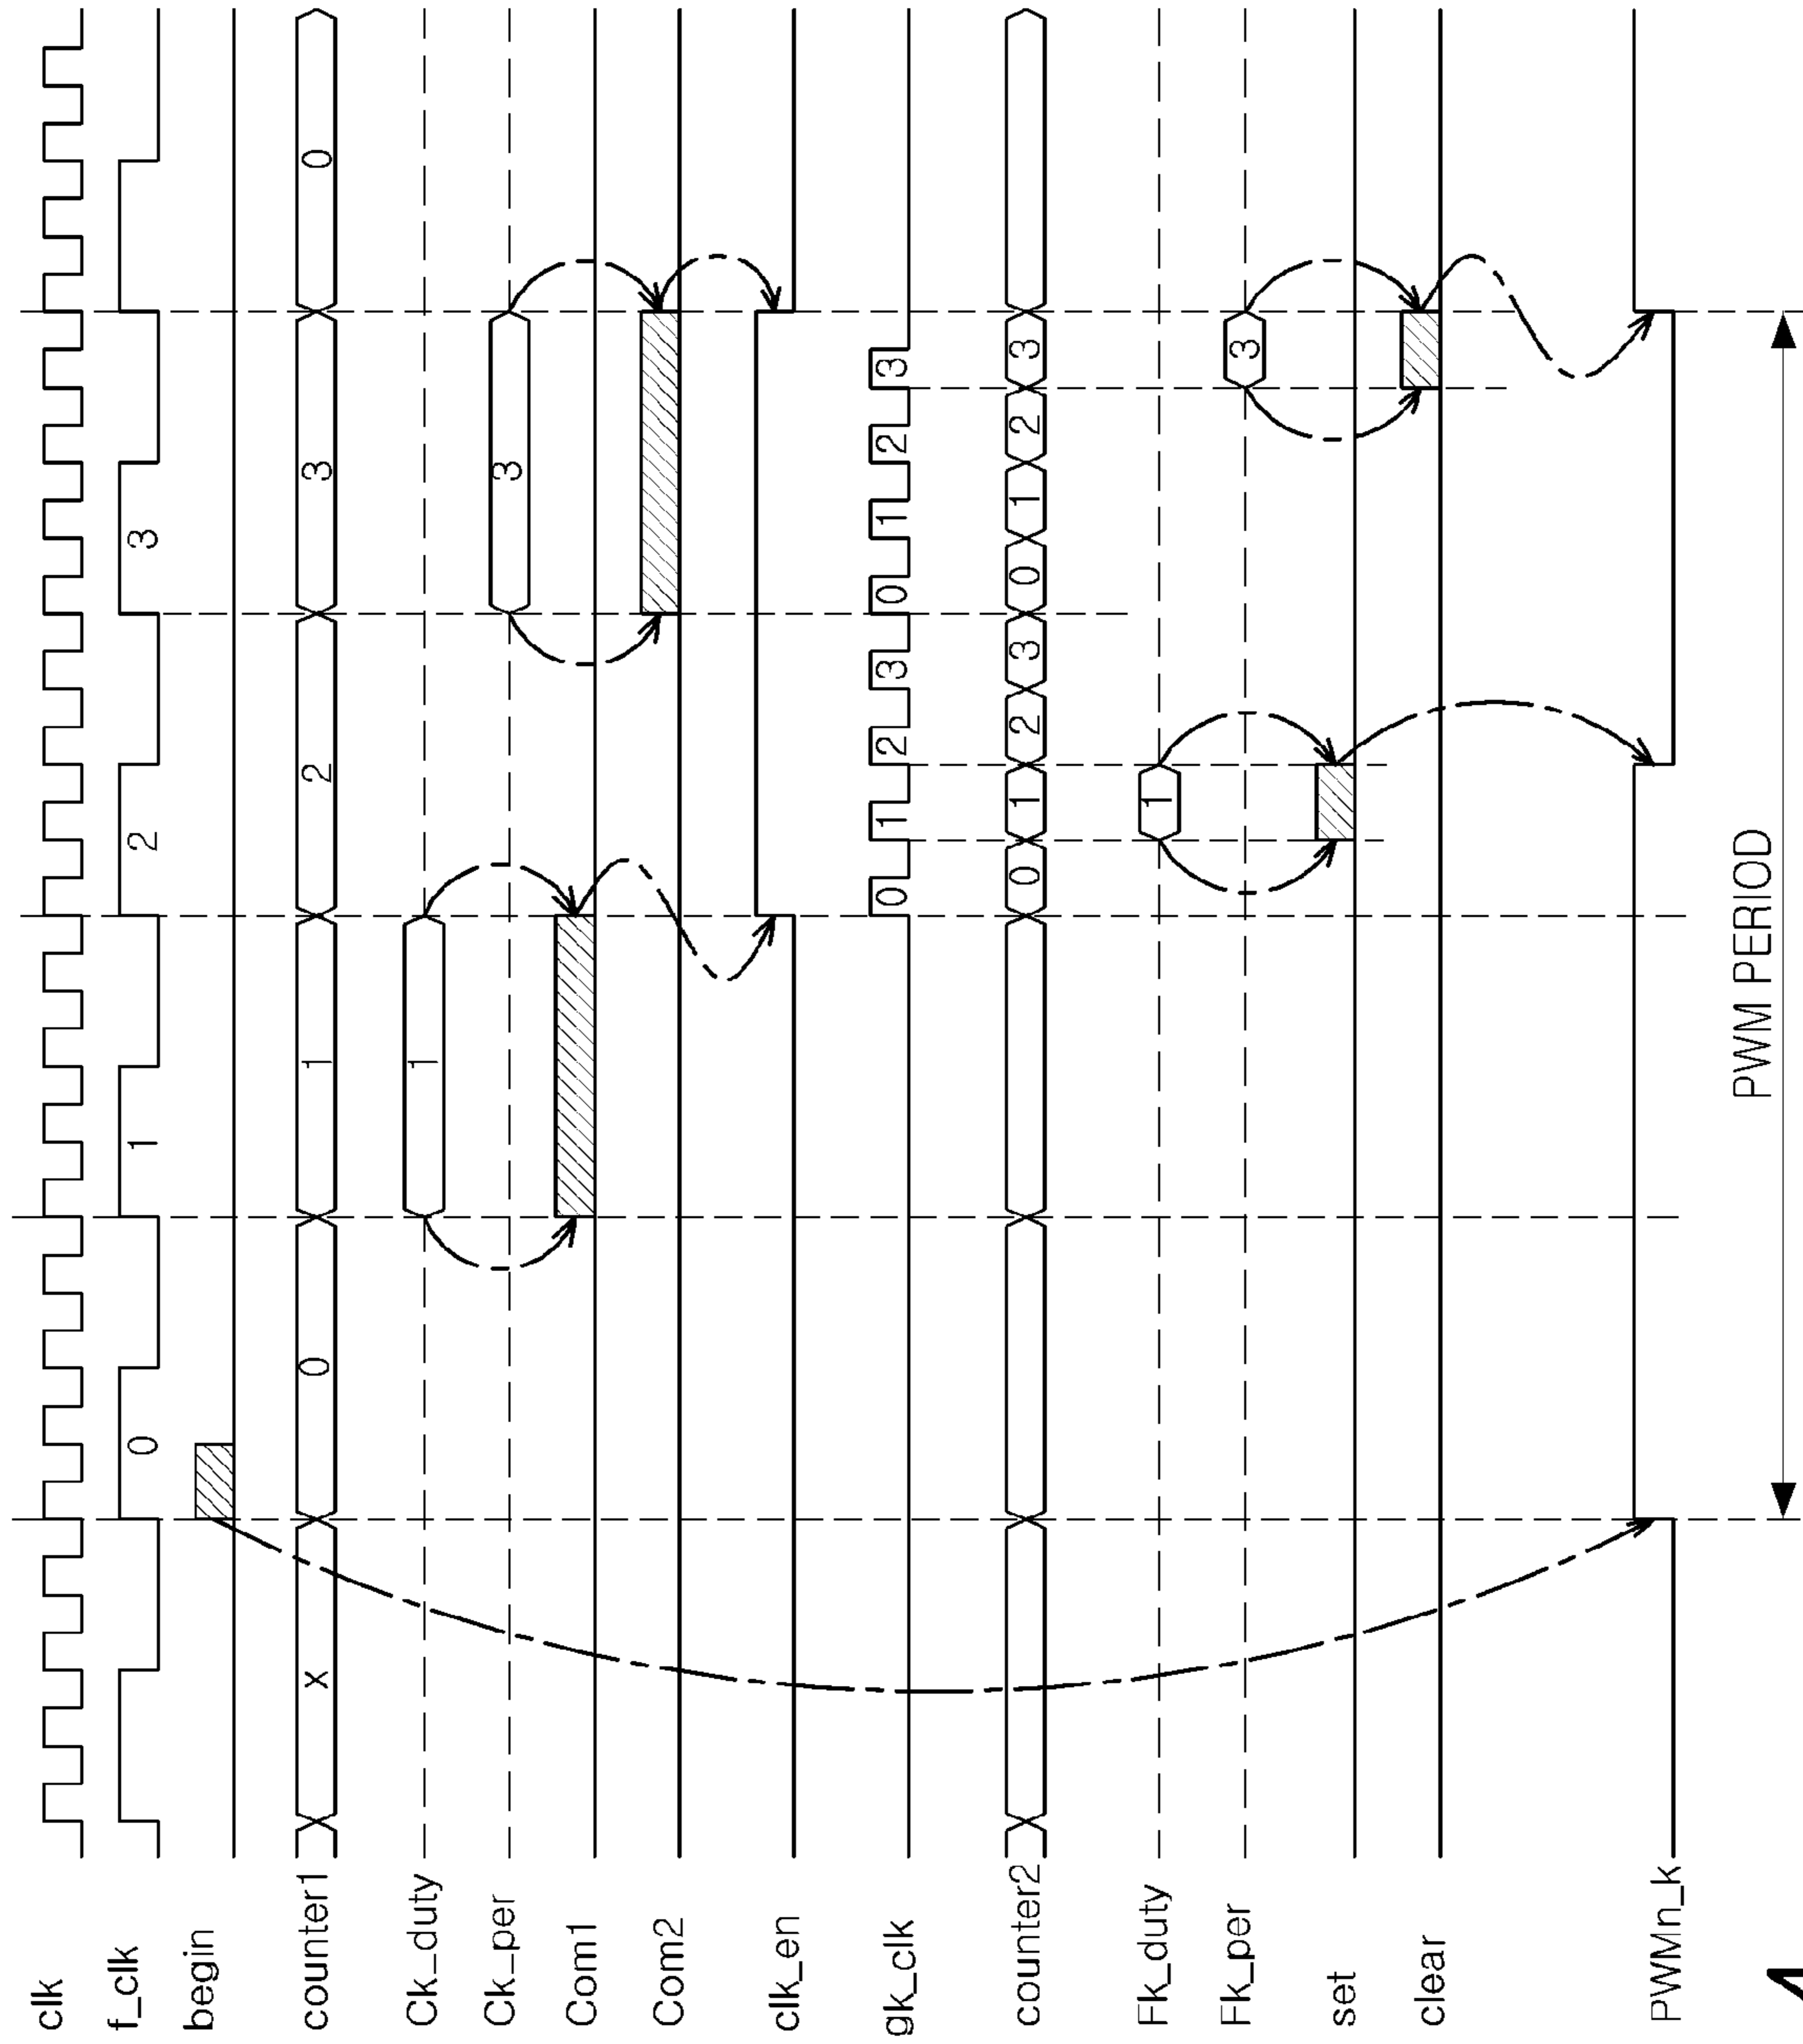 clk
f_clk 0 1 2 3
begin
counter1 x 0 1 2 3 0
Ck_duty 1
Ck_per 3
Com1
Com2
clk_en
gk_clk 0 1 2 3 0 1 2 3
counter2 0 1 2 3 0 1 2 3
Fk_duty 1
Fk_per 3
set
clear
PWMn_k
PWM PERIOD